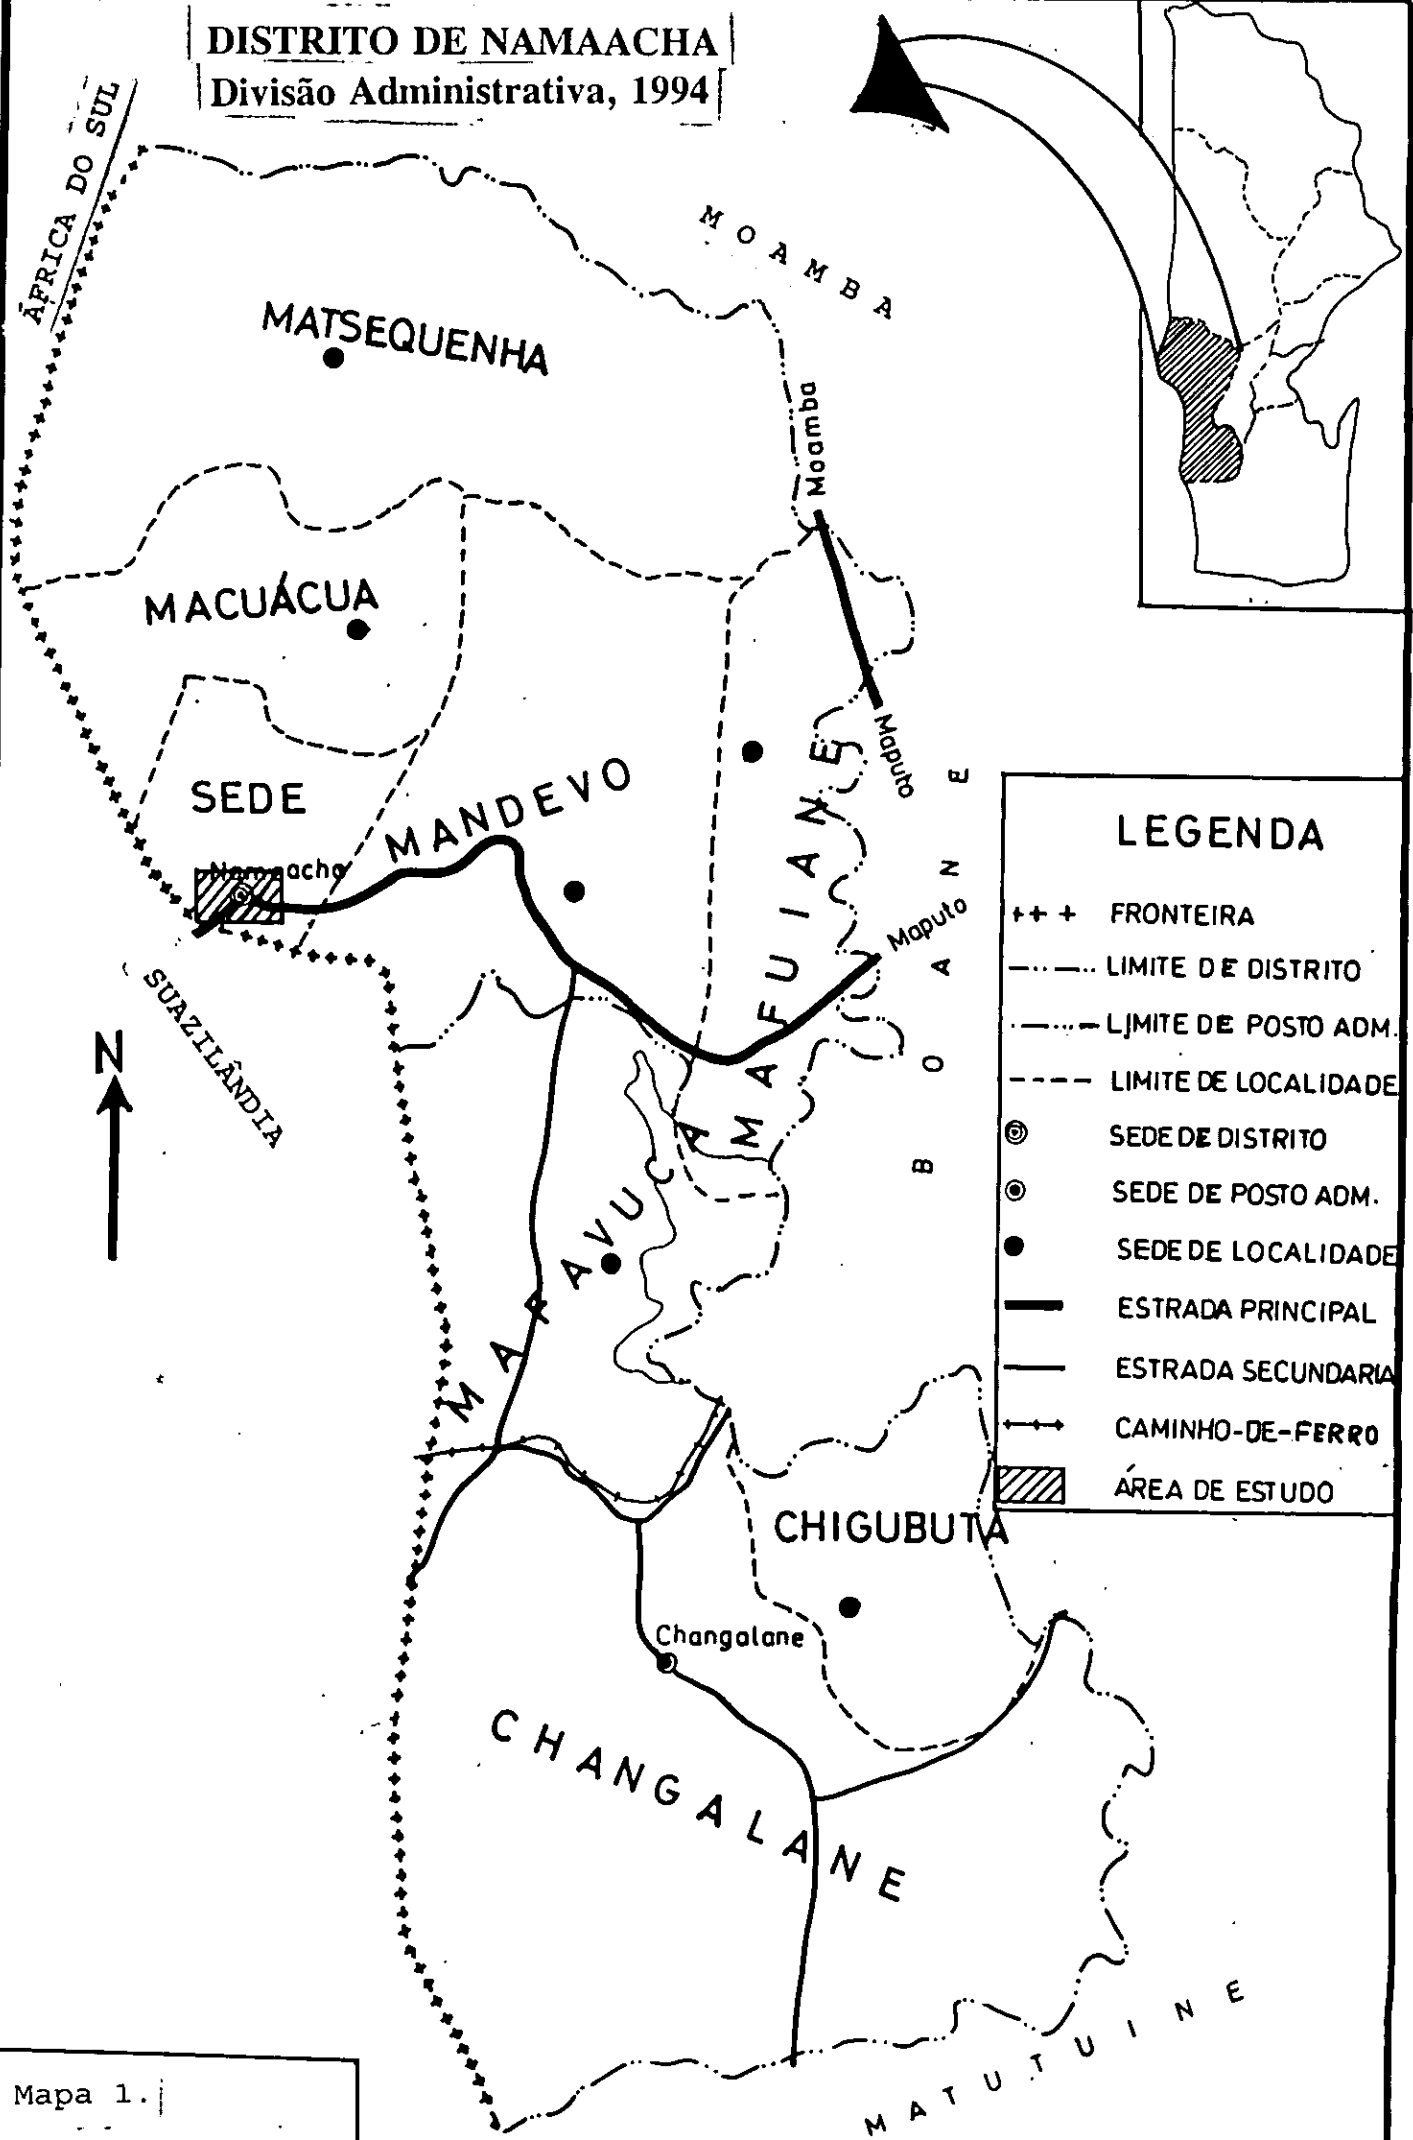 DISTRITO DE NAMAACHA
Divisão Administrativa, 1994
ÁFRICA DO SUL
MOAMBA
MATSEQUENHA
Moamba
MACUÁCUA
Maputo
SEDE
MANDEVO
Namaacha
MAFUIANE
Maputo
BOANE
SUAZILÂNDIA
N
MAFAVUCA
CHIGUBUTA
Changalane
CHANGALANE
MATUTUINE
LEGENDA
FRONTEIRA
LIMITE DE DISTRITO
LIMITE DE POSTO ADM.
LIMITE DE LOCALIDADE
SEDE DE DISTRITO
SEDE DE POSTO ADM.
SEDE DE LOCALIDADE
ESTRADA PRINCIPAL
ESTRADA SECUNDARIA
CAMINHO-DE-FERRO
ÁREA DE ESTUDO
Mapa 1.